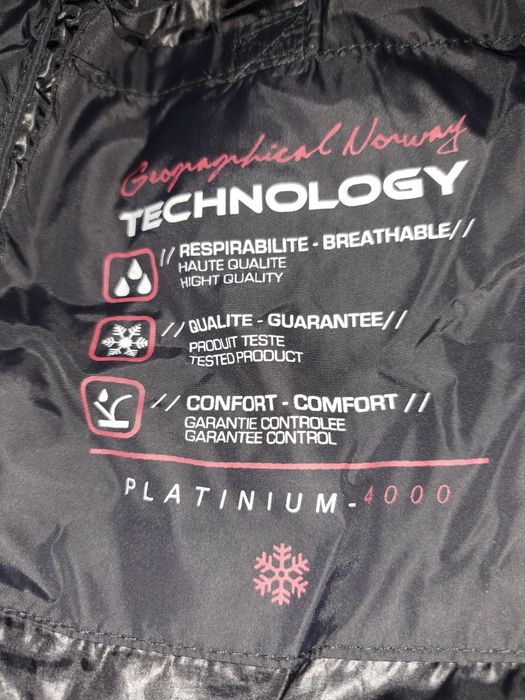 Geographical Norway
TECHNOLOGY
// RESPIRABILITE - BREATHABLE//
HAUTE QUALITE
HIGHT QUALITY
// QUALITE - GUARANTEE//
PRODUIT TESTE
TESTED PRODUCT
// CONFORT - COMFORT //
GARANTIE CONTROLEE
GARANTEE CONTROL
PLATINIUM-4000